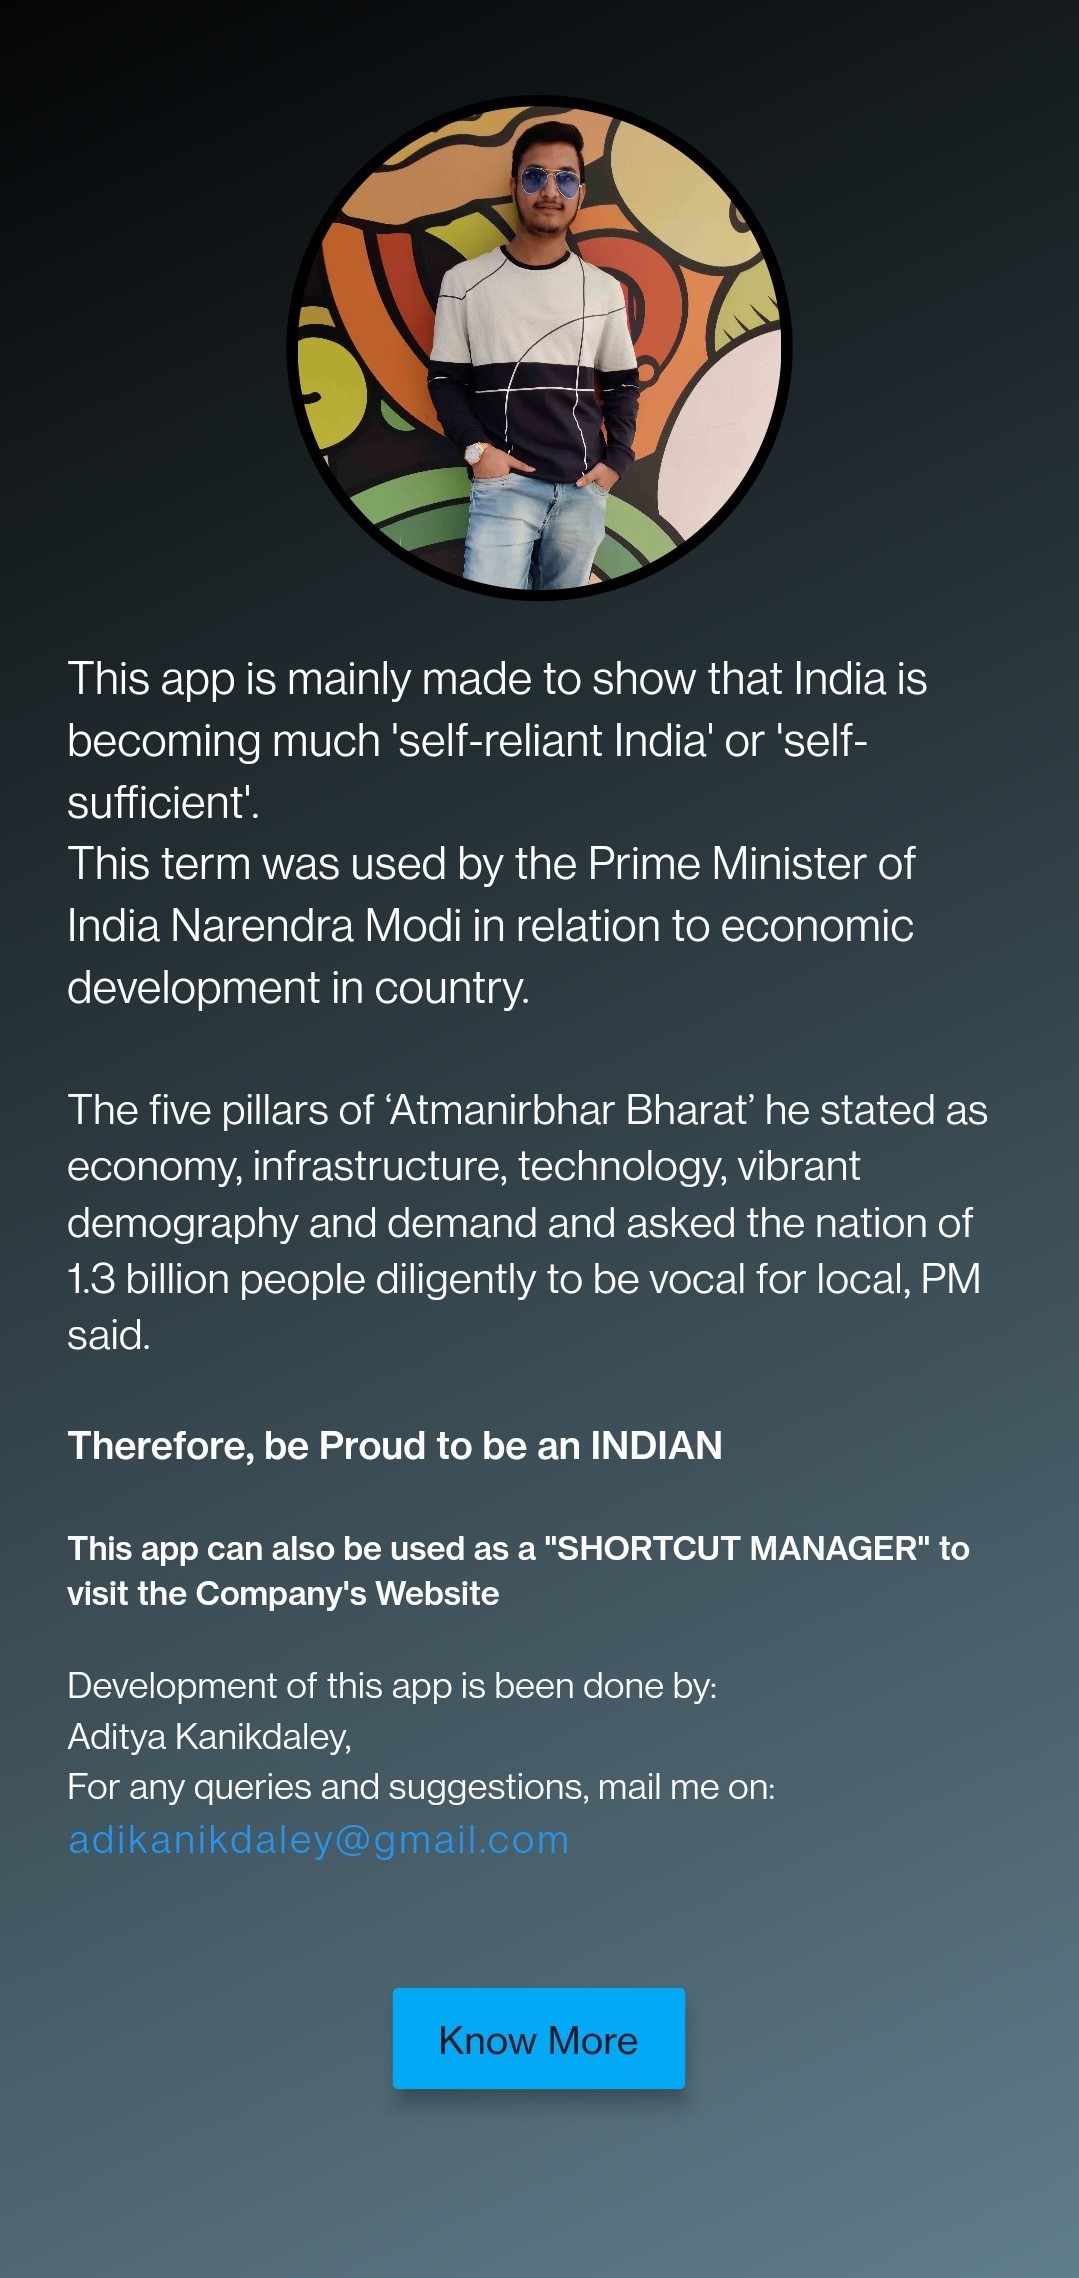 This app is mainly made to show that India is
becoming much 'self-reliant India' or 'self-
sufficient'.
This term was used by the Prime Minister of
India Narendra Modi in relation to economic
development in country.
The five pillars of ‘Atmanirbhar Bharat’ he stated as
economy, infrastructure, technology, vibrant
demography and demand and asked the nation of
1.3 billion people diligently to be vocal for local, PM
said.
Therefore, be Proud to be an INDIAN
This app can also be used as a "SHORTCUT MANAGER" to
visit the Company's Website
Development of this app is been done by:
Aditya Kanikdaley,
For any queries and suggestions, mail me on:
adikanikdaley@gmail.com
Know More